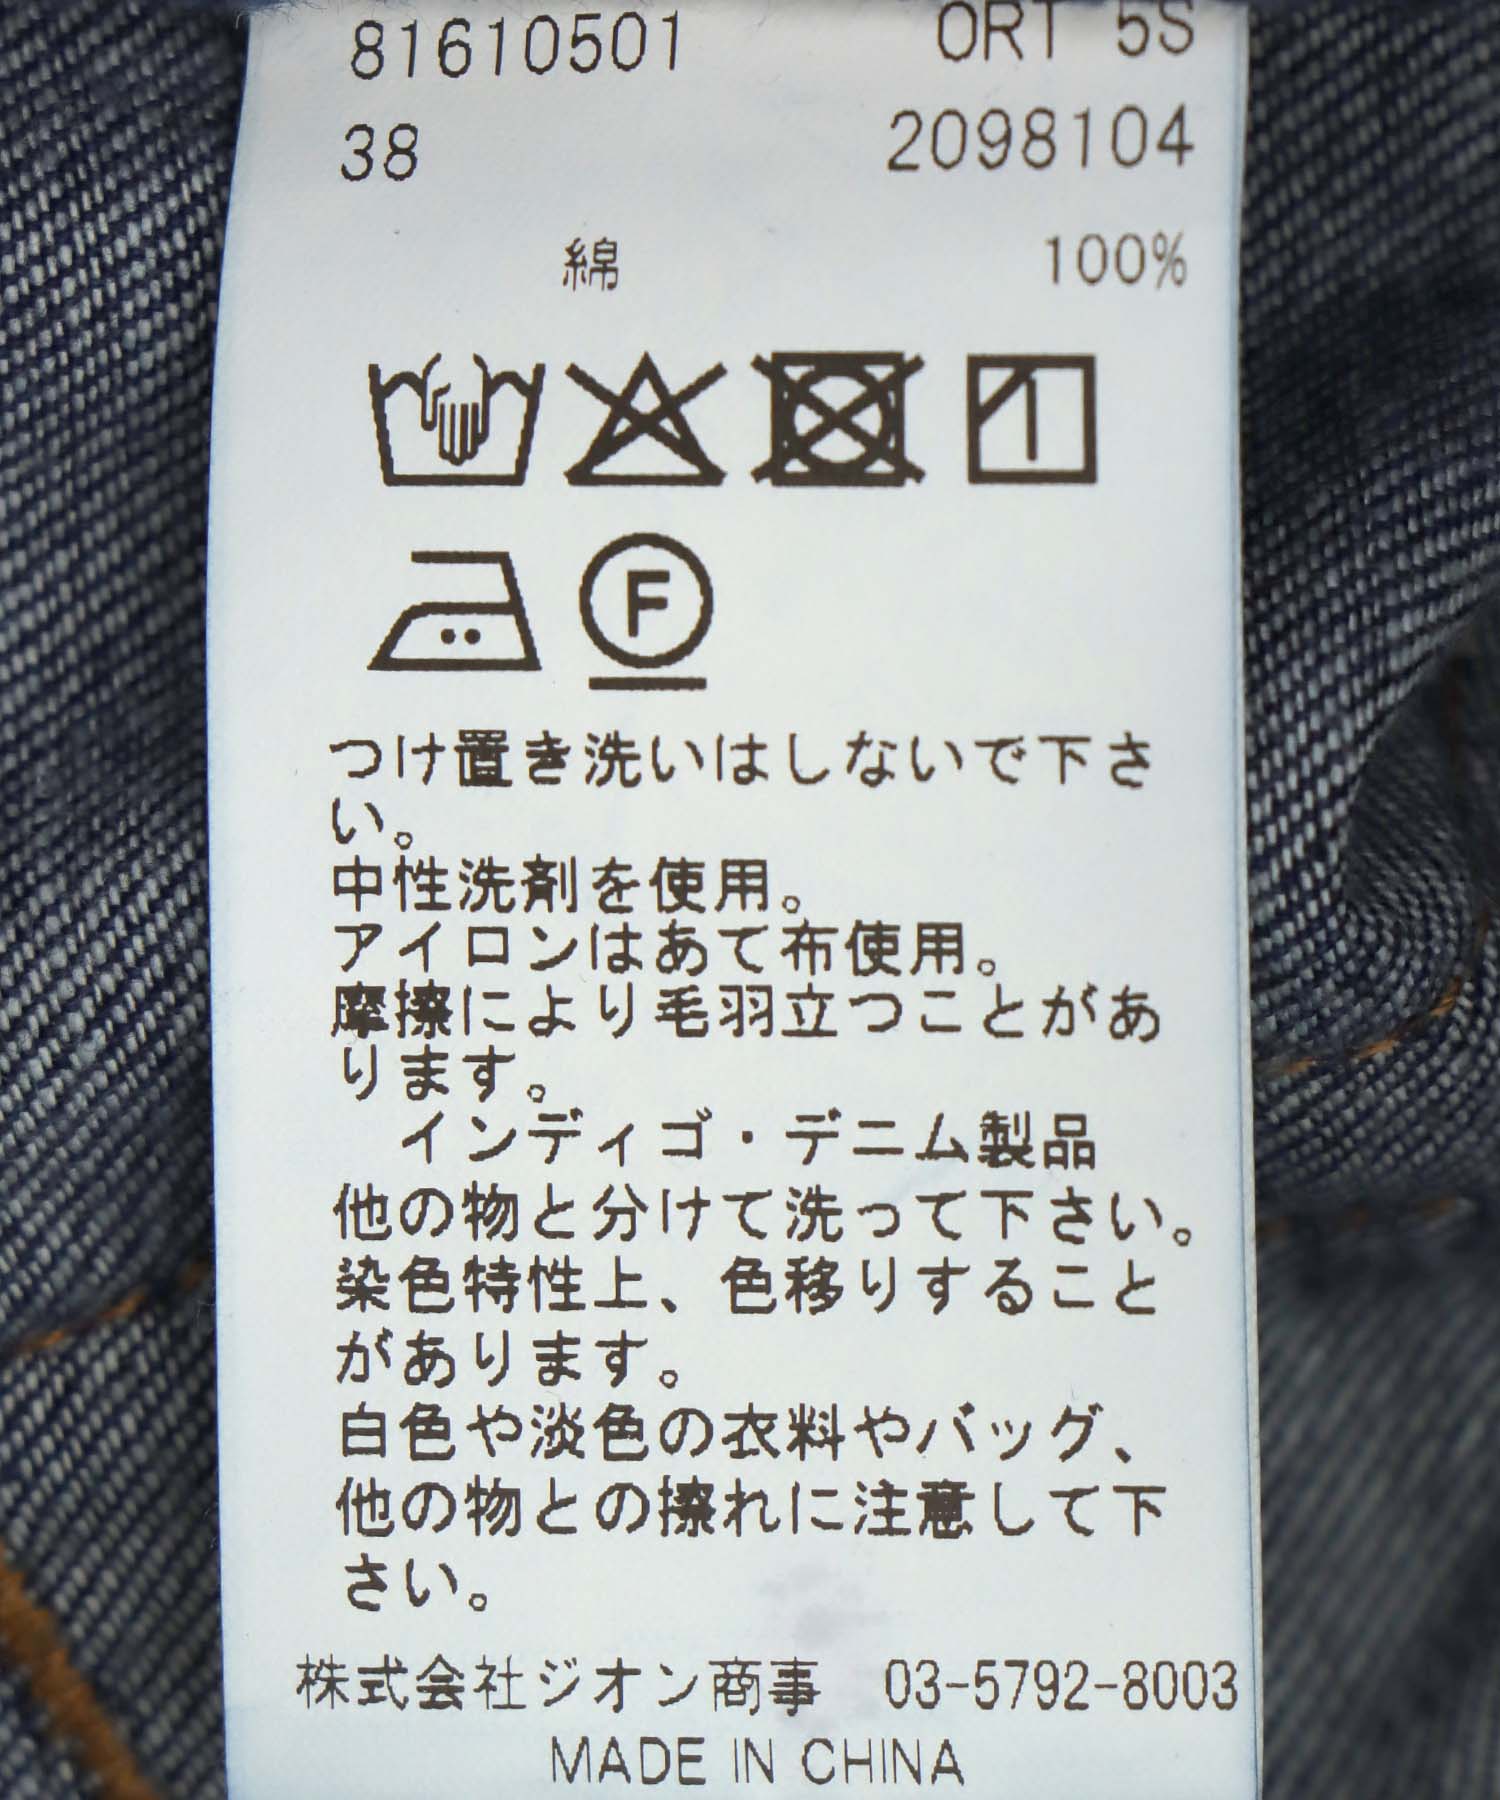 81610501 ORT 5S
38 2098104
綿 100%
F
つけ置き洗いはしないで下さ
い。
中性洗剤を使用。
アイロンはあて布使用。
摩擦により毛羽立つことがあ
ります。
インディゴ・デニム製品
他の物と分けて洗って下さい。
染色特性上、色移りすること
があります。
白色や淡色の衣料やバッグ、
他の物との擦れに注意して下
さい。
株式会社ジオン商事 03-5792-8003
MADE IN CHINA